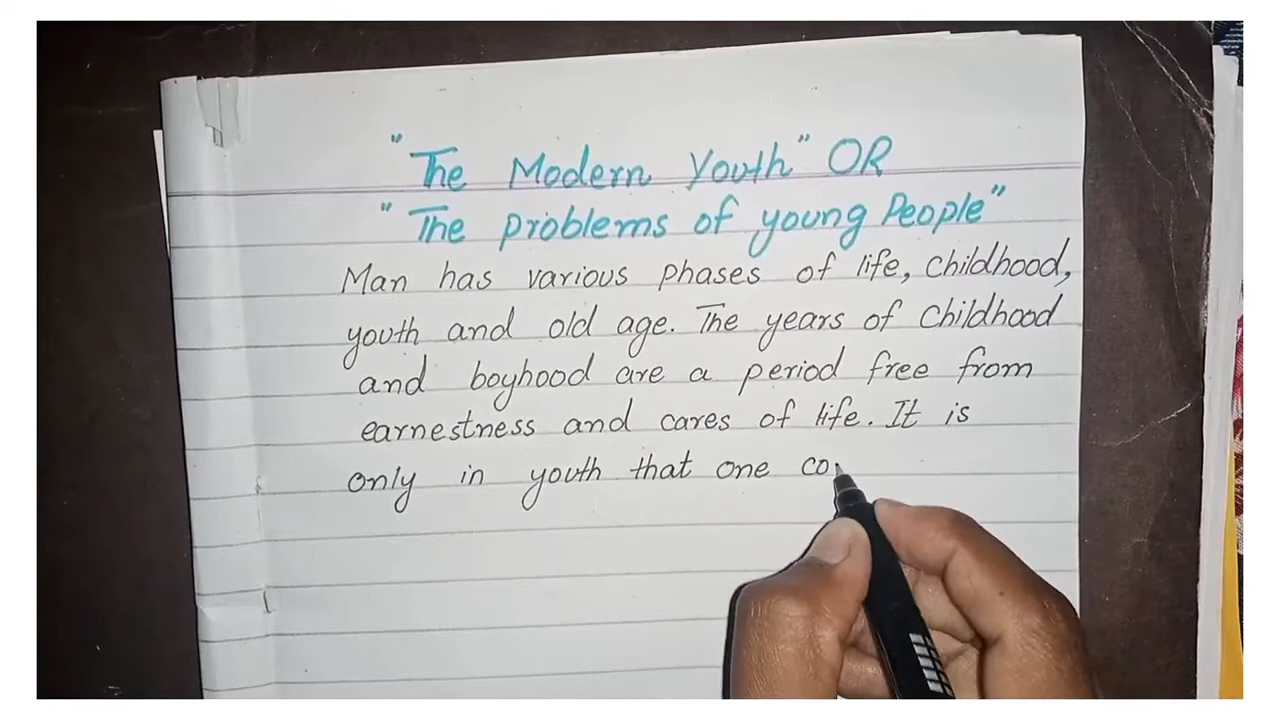 "The Modern Youth" OR
"The problems of young People"
Man has various phases of life, childhood,
youth and old age. The years of childhood
and boyhood are a period free from
earnestness and cares of life. It is
only in youth that one co